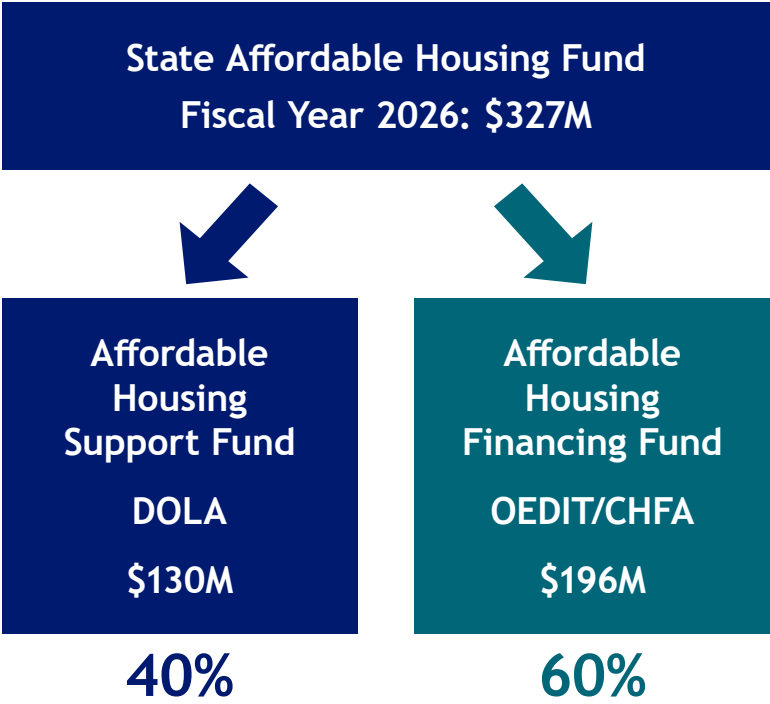 State Affordable Housing Fund
Fiscal Year 2026: $327M
Affordable
Housing
Support Fund
DOLA
$130M
40%
Affordable
Housing
Financing Fund
OEDIT/CHFA
$196M
60%